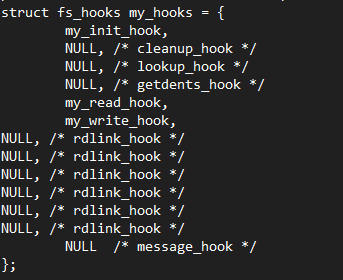 struct fs_hooks my_hooks = {
        my_init_hook,
        NULL, /* cleanup_hook */
        NULL, /* lookup_hook */
        NULL, /* getdents_hook */
        my_read_hook,
        my_write_hook,
NULL, /* rdlink_hook */
NULL, /* rdlink_hook */
NULL, /* rdlink_hook */
NULL, /* rdlink_hook */
NULL, /* rdlink_hook */
NULL, /* rdlink_hook */
        NULL  /* message_hook */
};